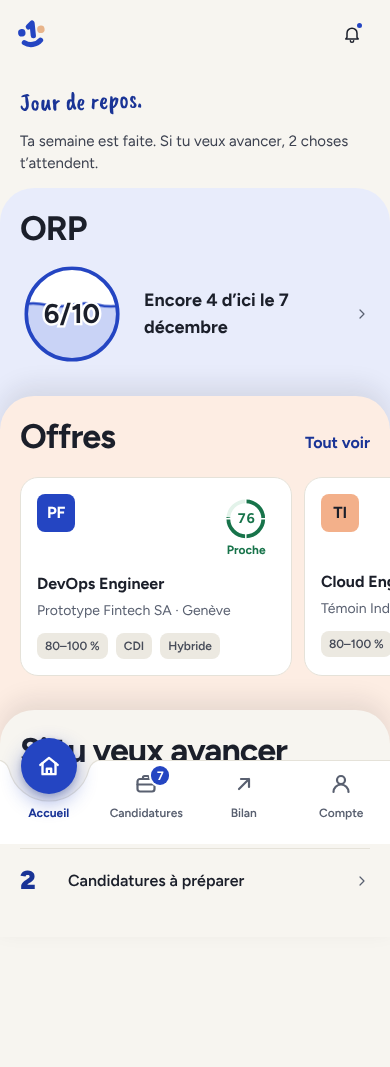 Jour de repos.
Ta semaine est faite. Si tu veux avancer, 2 choses
t’attendent.
ORP
6/10
Encore 4 d’ici le 7
décembre
Offres
Tout voir
PF
76
Proche
DevOps Engineer
Prototype Fintech SA · Genève
80–100 %
CDI
Hybride
TI
Cloud Eng
Témoin Ind
80–100 %
Si tu veux avancer
7
Accueil
Candidatures
Bilan
Compte
2
Candidatures à préparer